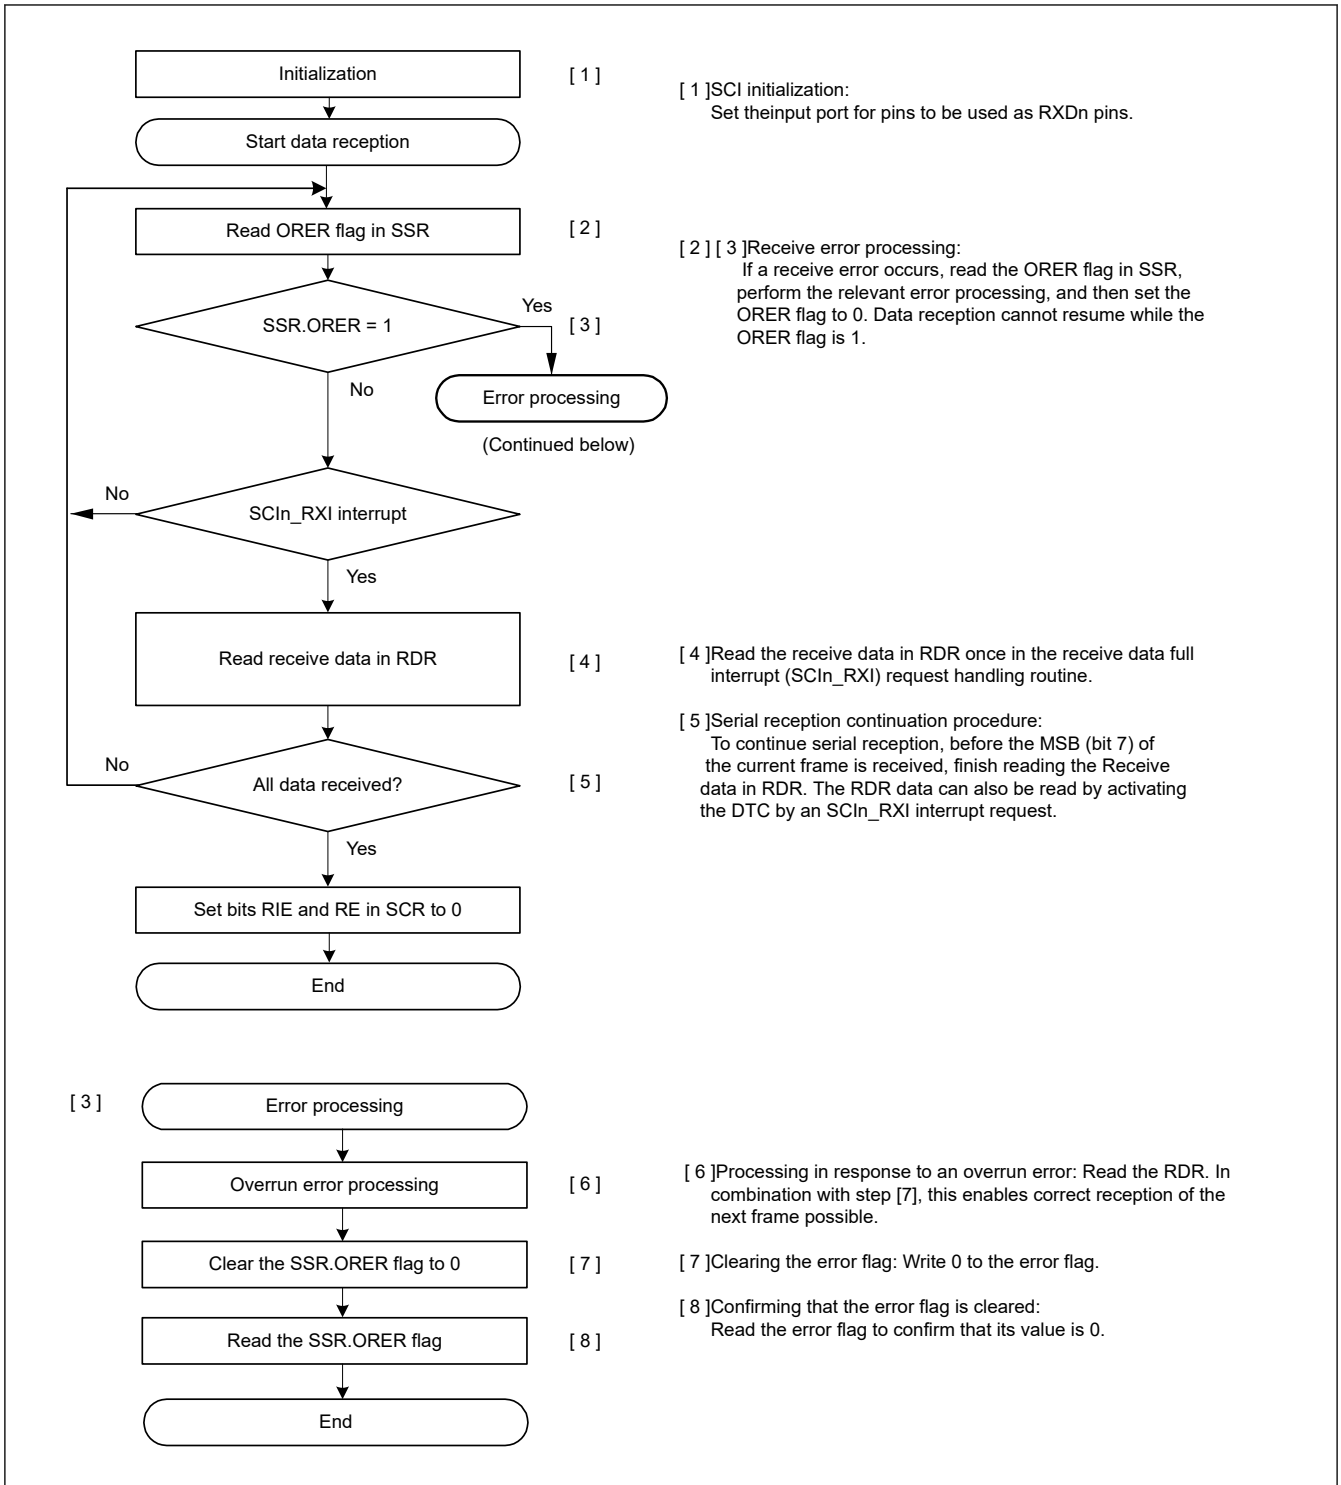 Initialization
[ 1 ]
[ 1 ]SCI initialization:
Set theinput port for pins to be used as RXDn pins.
Start data reception
Read ORER flag in SSR
[ 2 ]
[ 2 ] [ 3 ]Receive error processing:
If a receive error occurs, read the ORER flag in SSR,
perform the relevant error processing, and then set the
ORER flag to 0. Data reception cannot resume while the
ORER flag is 1.
SSR.ORER = 1
Yes
[ 3 ]
No
Error processing
(Continued below)
No
SCIn_RXI interrupt
Yes
Read receive data in RDR
[ 4 ]
[ 4 ]Read the receive data in RDR once in the receive data full
interrupt (SCIn_RXI) request handling routine.
[ 5 ]Serial reception continuation procedure:
To continue serial reception, before the MSB (bit 7) of
the current frame is received, finish reading the Receive
data in RDR. The RDR data can also be read by activating
the DTC by an SCIn_RXI interrupt request.
No
All data received?
[ 5 ]
Yes
Set bits RIE and RE in SCR to 0
End
[ 3 ]
Error processing
Overrun error processing
[ 6 ]
[ 6 ]Processing in response to an overrun error: Read the RDR. In
combination with step [7], this enables correct reception of the
next frame possible.
Clear the SSR.ORER flag to 0
[ 7 ]
[ 7 ]Clearing the error flag: Write 0 to the error flag.
Read the SSR.ORER flag
[ 8 ]
[ 8 ]Confirming that the error flag is cleared:
Read the error flag to confirm that its value is 0.
End